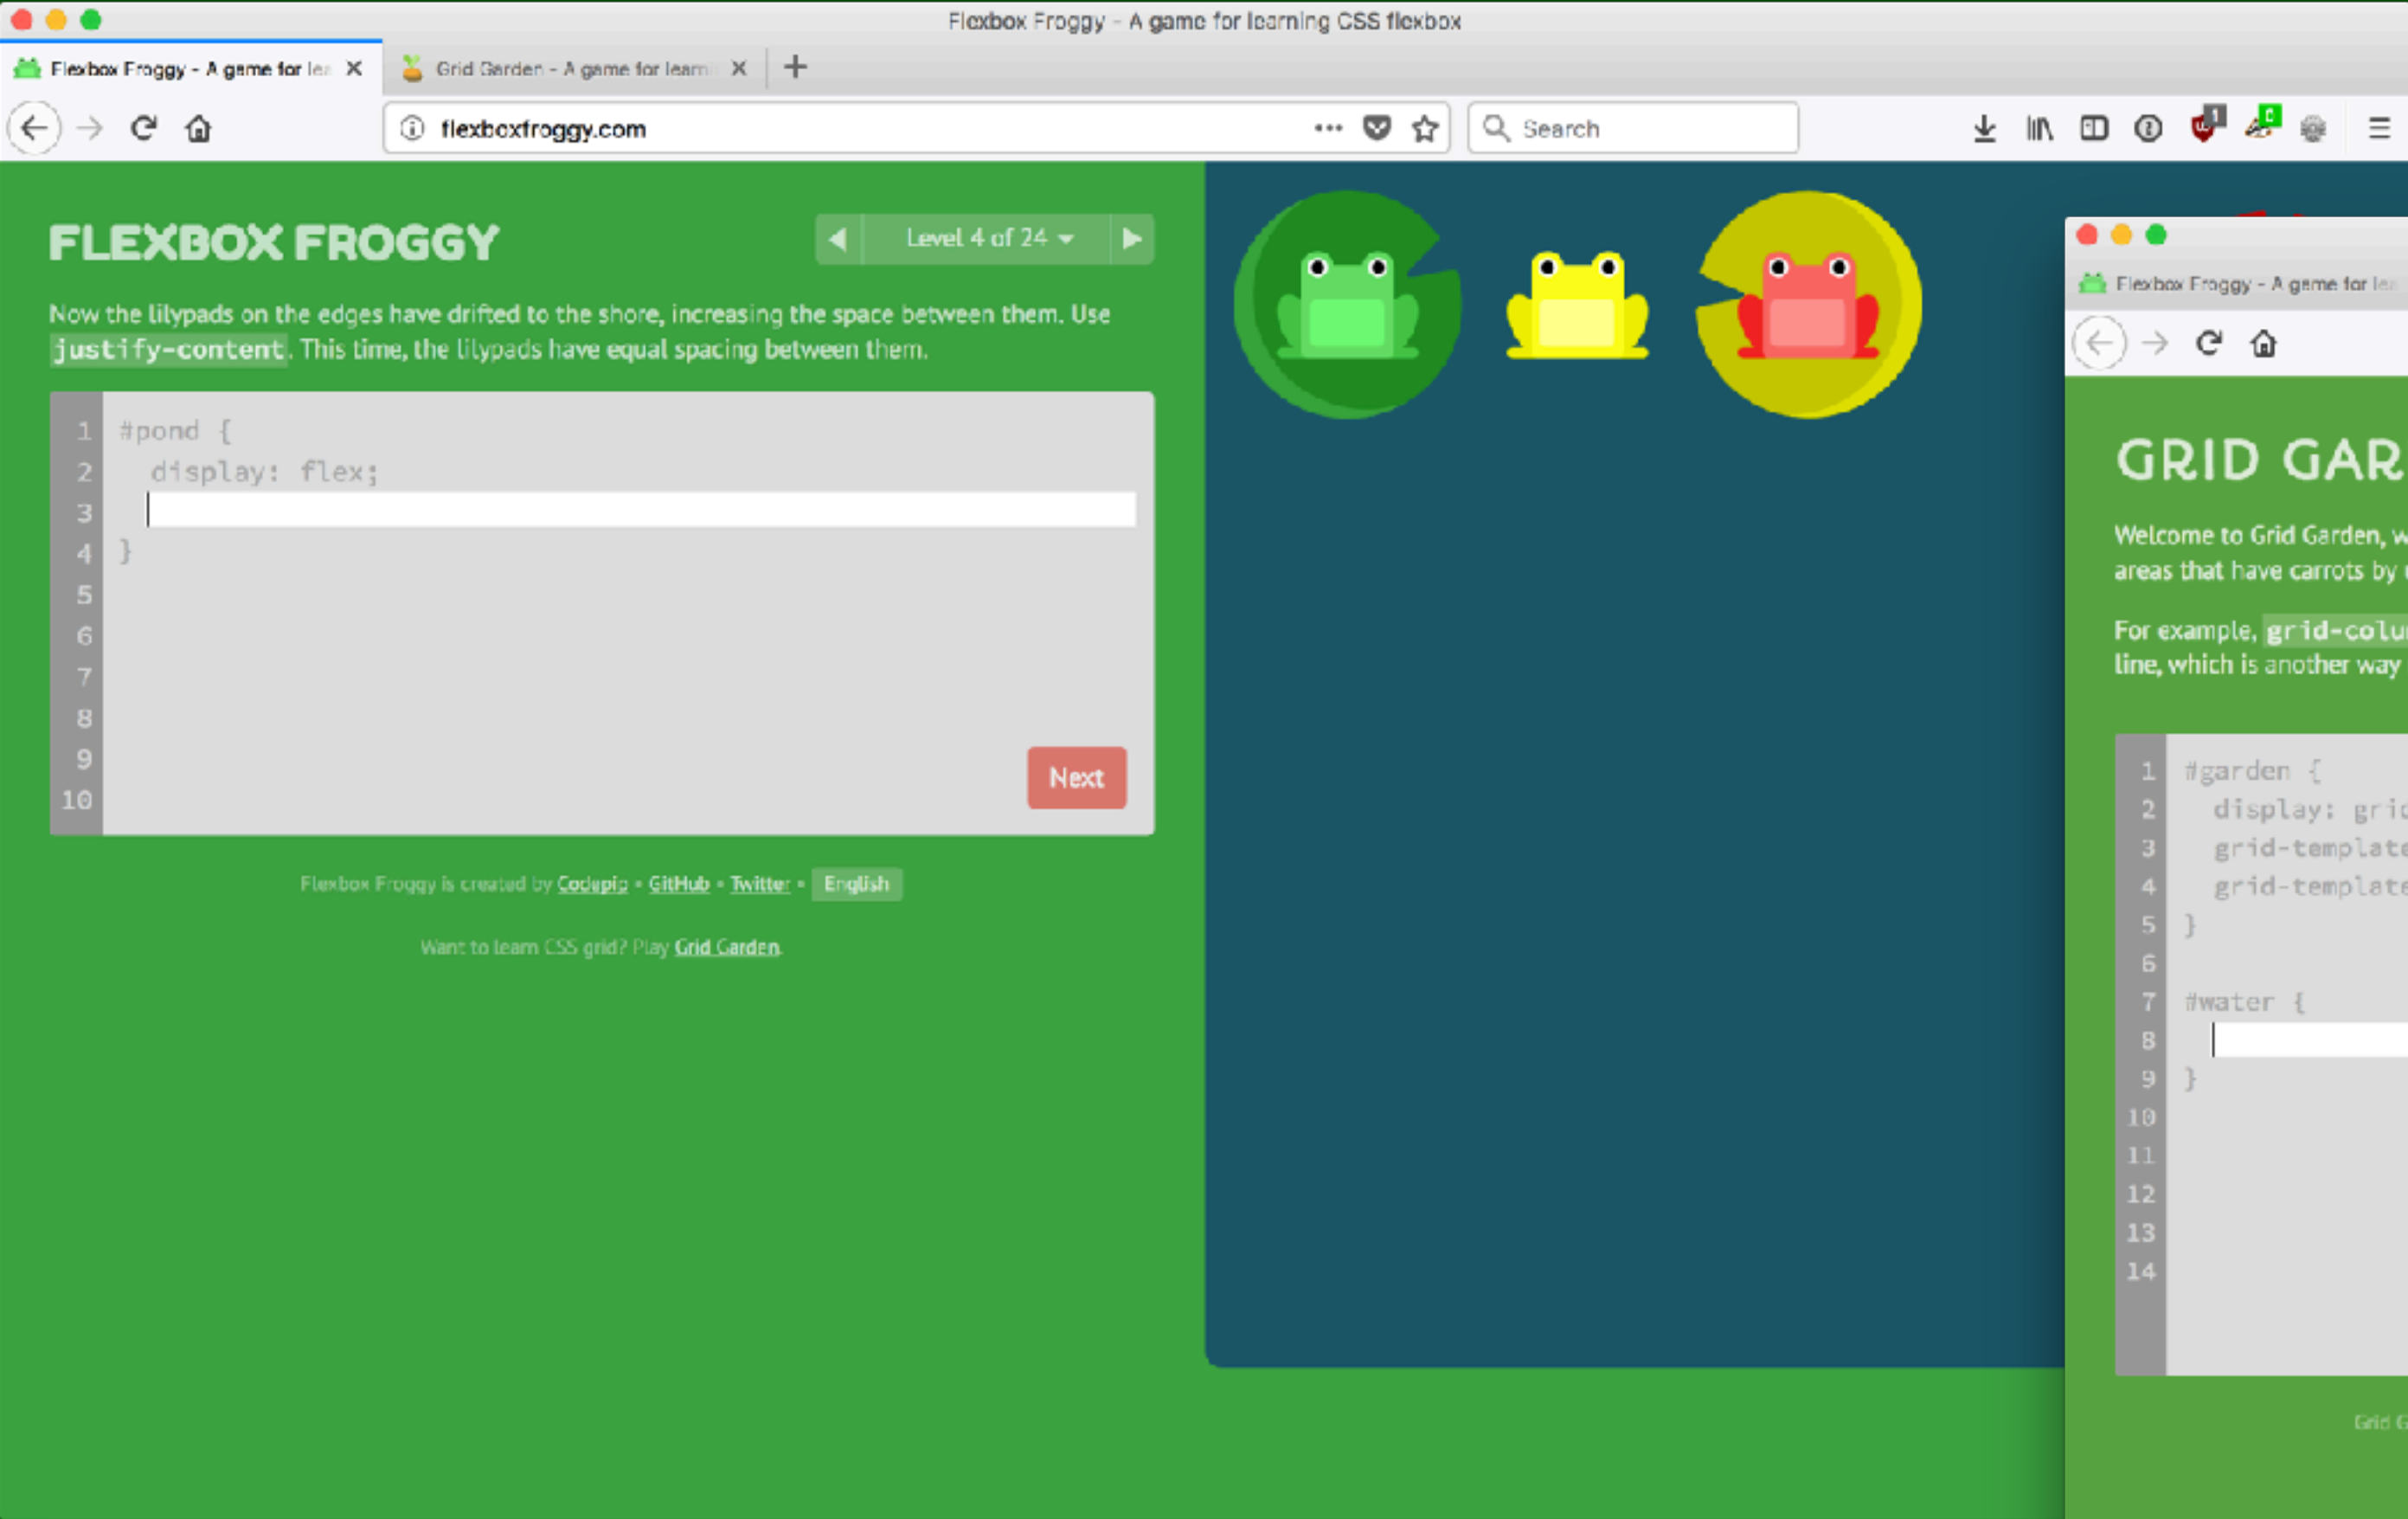 Flexbox Froggy - A game for learning CSS flexbox
Flexbox Froggy - A game for lea
Grid Garden - A game for learni
flexboxfroggy.com
Search
1
C
FLEXBOX FROGGY
Level 4 of 24
Now the lilypads on the edges have drifted to the shore, increasing the space between them. Use
justify-content. This time, the lilypads have equal spacing between them.
1 #pond {
2 display: flex;
3
4 }
5
6
7
8
9
10
Next
Flexbox Froggy is created by Codepip • GitHub • Twitter • English
Want to learn CSS grid? Play Grid Garden.
Flexbox Froggy - A game for lea
GRID GAR
Welcome to Grid Garden, w
areas that have carrots by
For example, grid-colu
line, which is another way
1 #garden {
2 display: grid
3 grid-template
4 grid-template
5 }
6
7 #water {
8
9 }
10
11
12
13
14
Grid G